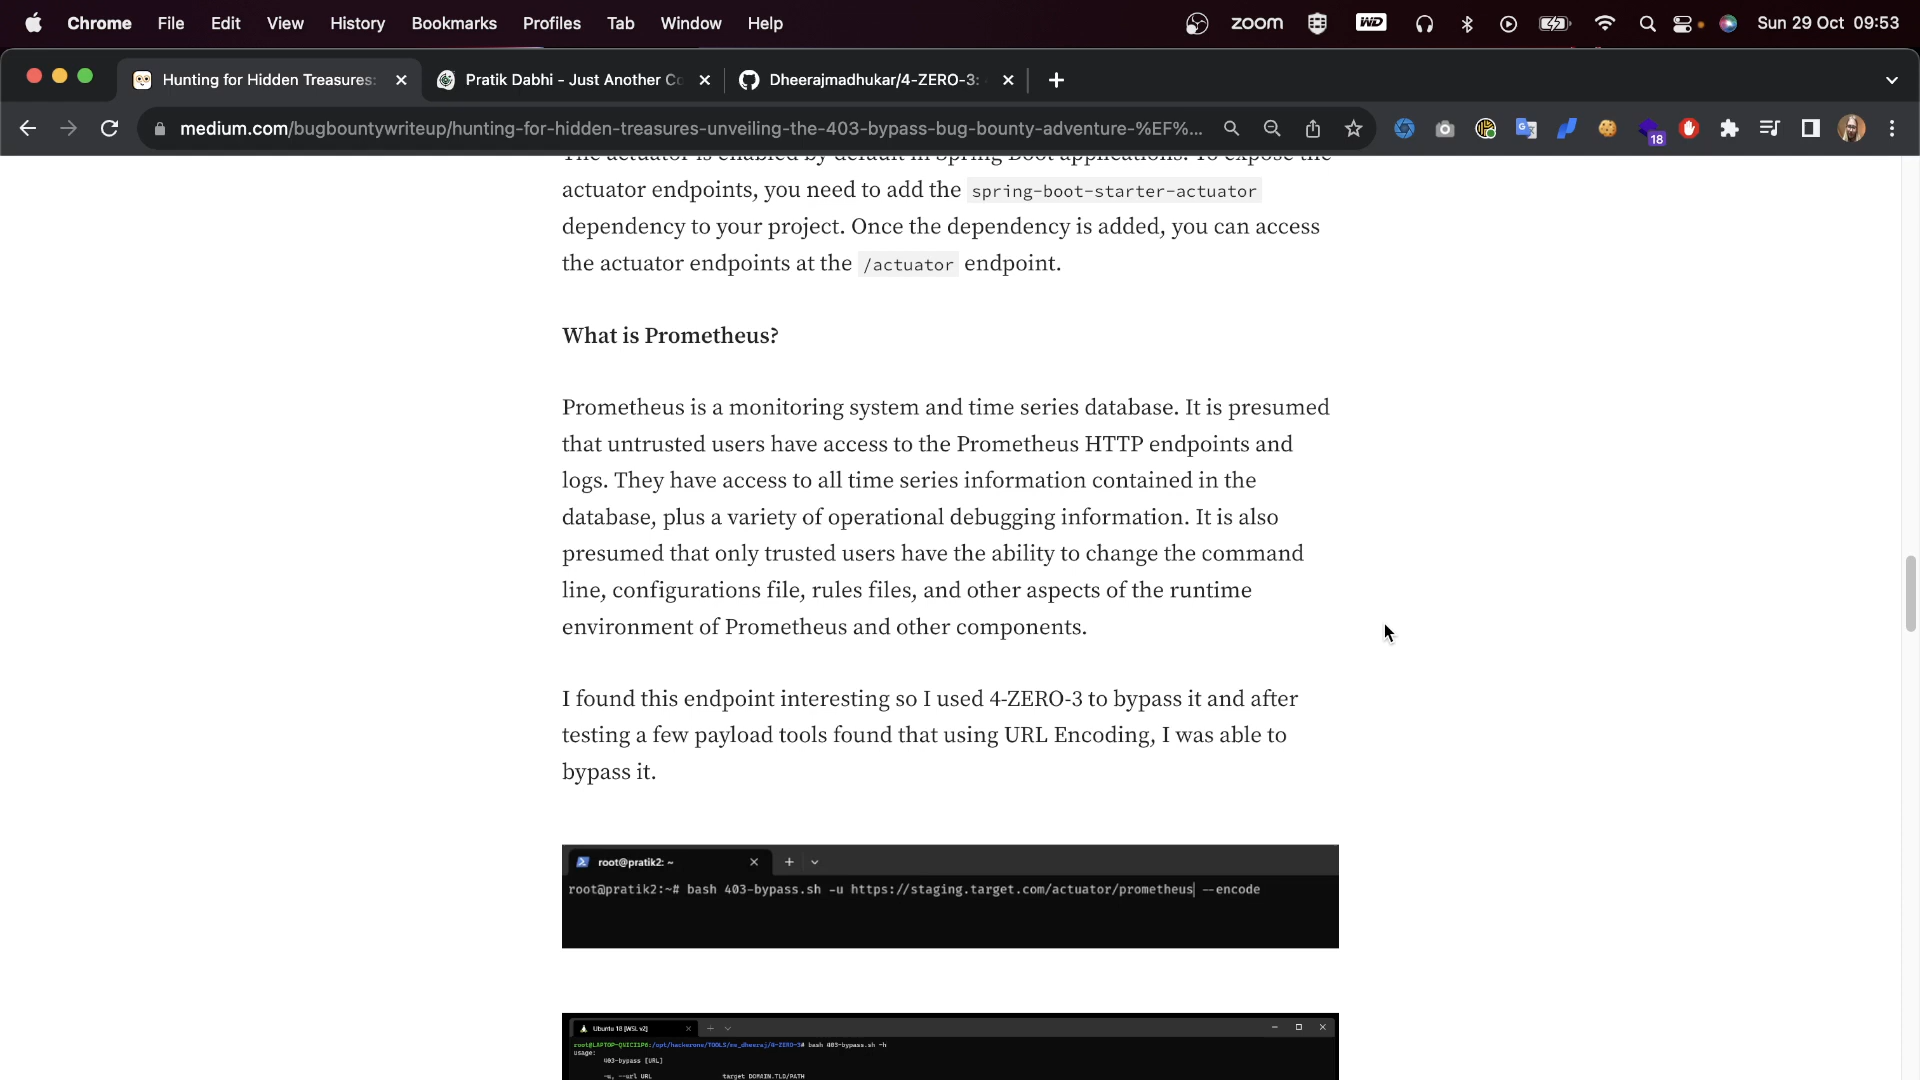 Chrome File Edit View History Bookmarks Profiles Tab Window Help zoom WD Sun 29 Oct 09:53
Hunting for Hidden Treasures: Pratik Dabhi - Just Another Co Dheerajmadhukar/4-ZERO-3:
medium.com/bugbountywriteup/hunting-for-hidden-treasures-unveiling-the-403-bypass-bug-bounty-adventure-%EF%... 18
The actuator is enabled by default in Spring Boot applications. To expose the
actuator endpoints, you need to add the spring-boot-starter-actuator
dependency to your project. Once the dependency is added, you can access
the actuator endpoints at the /actuator endpoint.
What is Prometheus?
Prometheus is a monitoring system and time series database. It is presumed
that untrusted users have access to the Prometheus HTTP endpoints and
logs. They have access to all time series information contained in the
database, plus a variety of operational debugging information. It is also
presumed that only trusted users have the ability to change the command
line, configurations file, rules files, and other aspects of the runtime
environment of Prometheus and other components.
I found this endpoint interesting so I used 4-ZERO-3 to bypass it and after
testing a few payload tools found that using URL Encoding, I was able to
bypass it.
root@pratik2: ~
root@pratik2:~# bash 403-bypass.sh -u https://staging.target.com/actuator/prometheus --encode
Ubuntu 18 [WSL v2]
bash 403-bypass.sh -h
usage:
403-bypass [URL]
-u, --url URL target DOMAIN.TLD/PATH